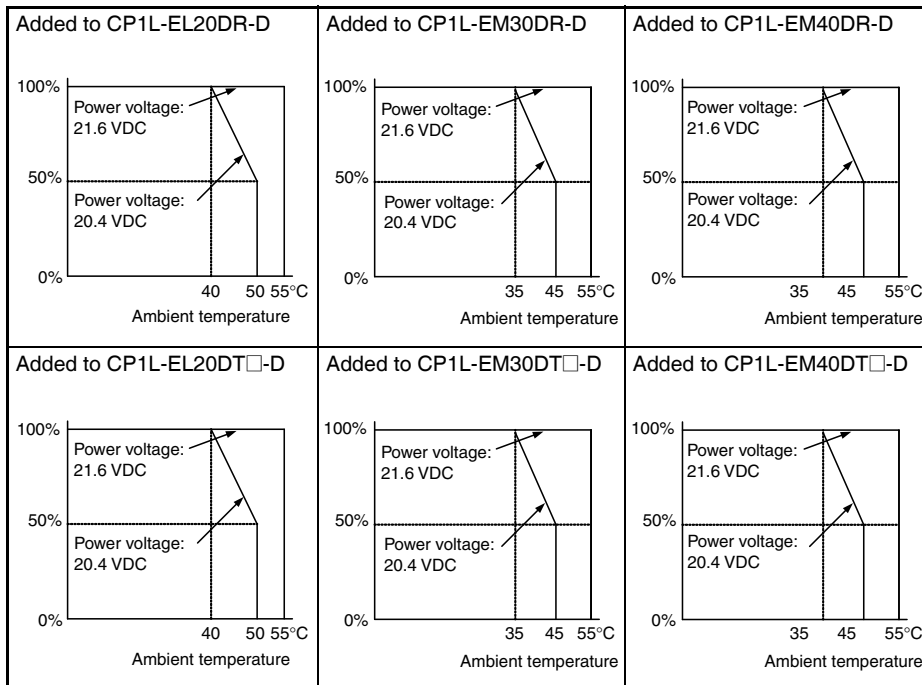 Added to CP1L-EL20DR-D
100%
Power voltage:
21.6 VDC
50%
Power voltage:
20.4 VDC
0%
40 50 55°C
Ambient temperature
Added to CP1L-EM30DR-D
100%
Power voltage:
21.6 VDC
50%
Power voltage:
20.4 VDC
0%
35 45 55°C
Ambient temperature
Added to CP1L-EM40DR-D
100%
Power voltage:
21.6 VDC
50%
Power voltage:
20.4 VDC
0%
35 45 55°C
Ambient temperature
Added to CP1L-EL20DT□-D
100%
Power voltage:
21.6 VDC
50%
Power voltage:
20.4 VDC
0%
40 50 55°C
Ambient temperature
Added to CP1L-EM30DT□-D
100%
Power voltage:
21.6 VDC
50%
Power voltage:
20.4 VDC
0%
35 45 55°C
Ambient temperature
Added to CP1L-EM40DT□-D
100%
Power voltage:
21.6 VDC
50%
Power voltage:
20.4 VDC
0%
35 45 55°C
Ambient temperature